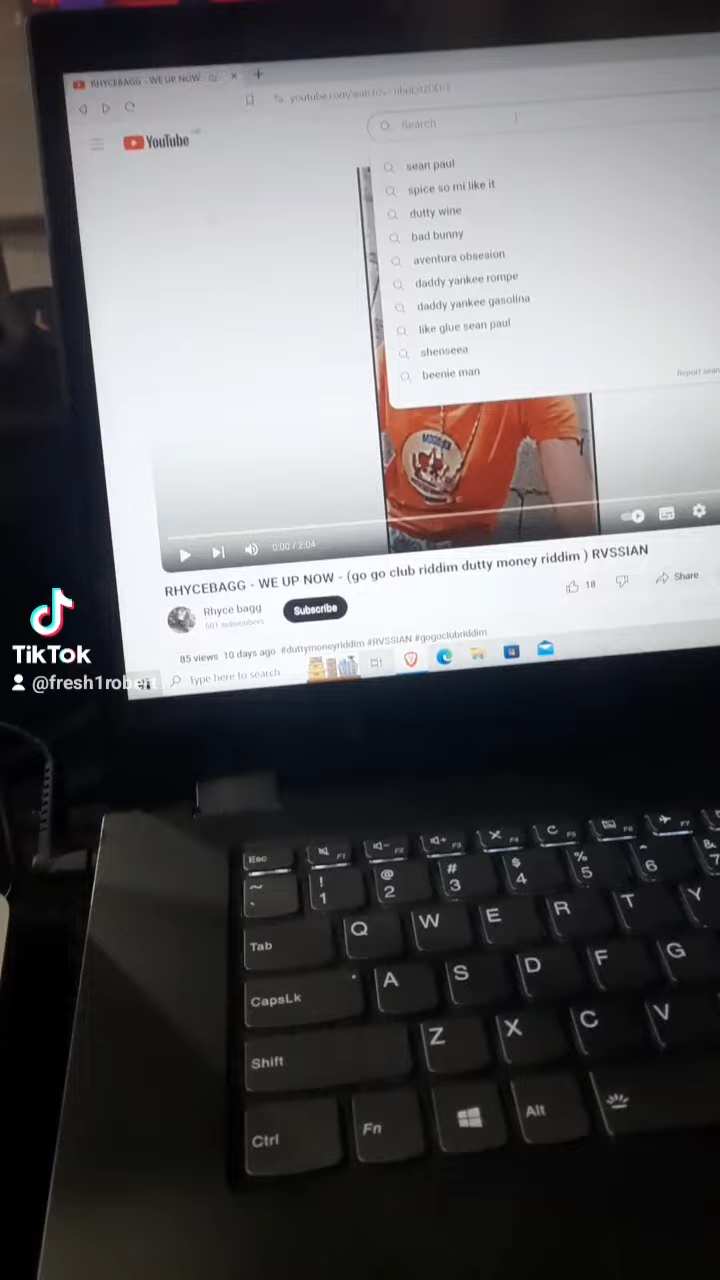 RHYCEBAGG - WE UP NOW - (g
YouTube
Search
sean paul
spice so mi like it
dutty wine
bad bunny
aventura obsesion
daddy yankee rompe
daddy yankee gasolina
like glue sean paul
shenseea
beenie man
0:00 / 2:04
RHYCEBAGG - WE UP NOW - (go go club riddim dutty money riddim ) RVSSIAN
Rhyce bagg
501 subscribers
Subscribe
18
Share
85 views 10 days ago #duttymoneyriddim #RVSSIAN #gogoclubriddim
Type here to search
TikTok
@fresh1robert
Esc F1 F2 F3 F4 F5 F6 F7
~ ` ! 1 @ 2 # 3 $ 4 % 5 ^ 6 & 7
Tab Q W E R T Y
CapsLk A S D F G
Shift Z X C V
Ctrl Fn Alt